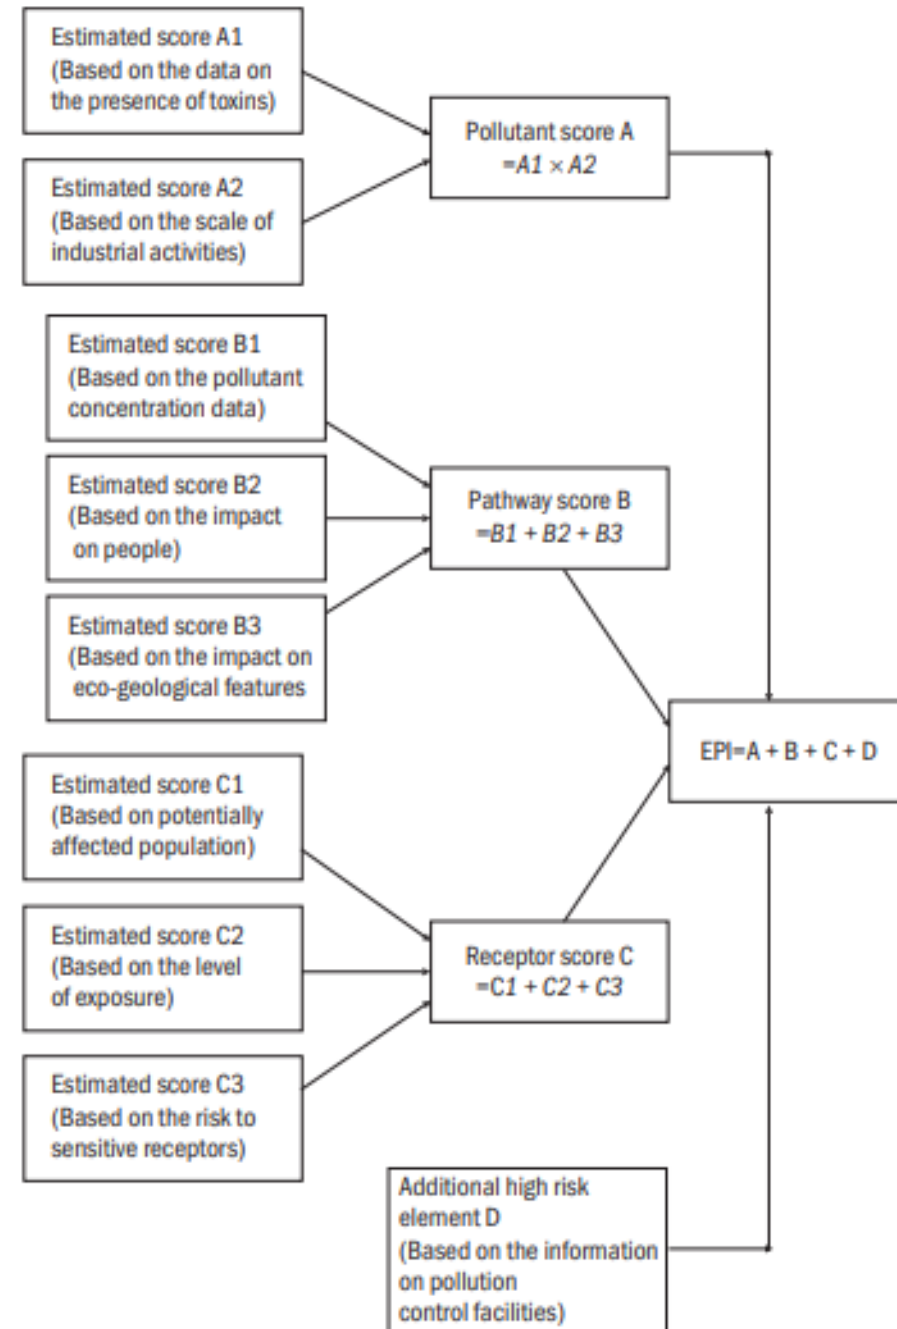 Estimated score A1
(Based on the data on
the presence of toxins)
Estimated score A2
(Based on the scale of
industrial activities)
Pollutant score A
=A1 × A2
Estimated score B1
(Based on the pollutant
concentration data)
Estimated score B2
(Based on the impact
on people)
Estimated score B3
(Based on the impact on
eco-geological features
Pathway score B
=B1 + B2 + B3
EPI=A + B + C + D
Estimated score C1
(Based on potentially
affected population)
Estimated score C2
(Based on the level
of exposure)
Estimated score C3
(Based on the risk to
sensitive receptors)
Receptor score C
=C1 + C2 + C3
Additional high risk
element D
(Based on the information
on pollution
control facilities)